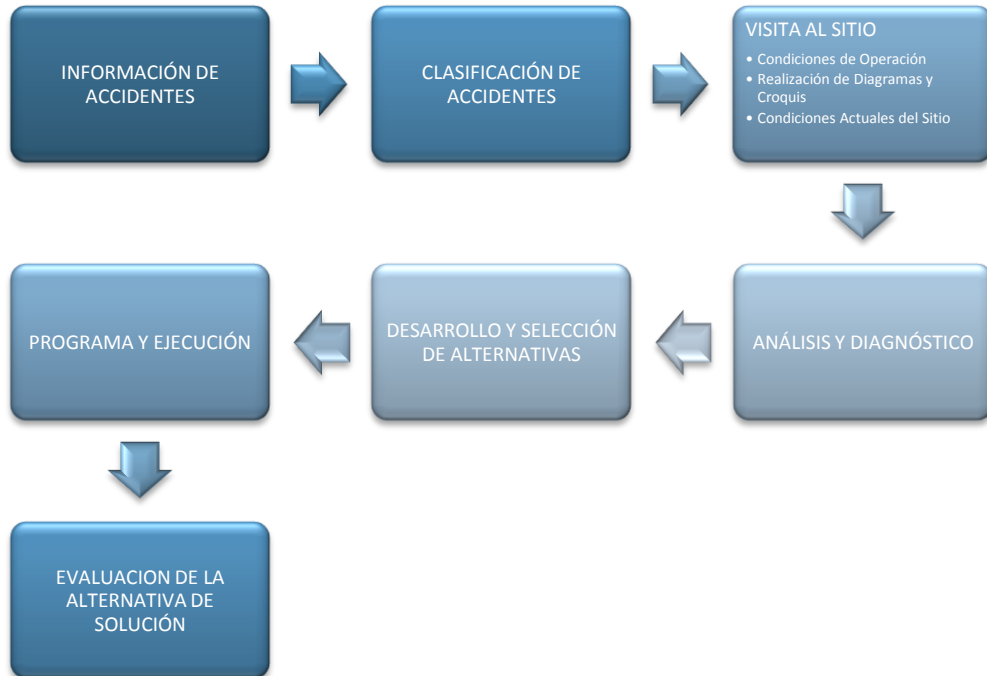 INFORMACIÓN DE
ACCIDENTES
CLASIFICACIÓN DE
ACCIDENTES
VISITA AL SITIO
• Condiciones de Operación
• Realización de Diagramas y
Croquis
• Condiciones Actuales del Sitio
ANÁLISIS Y DIAGNÓSTICO
DESARROLLO Y SELECCIÓN
DE ALTERNATIVAS
PROGRAMA Y EJECUCIÓN
EVALUACION DE LA
ALTERNATIVA DE
SOLUCIÓN